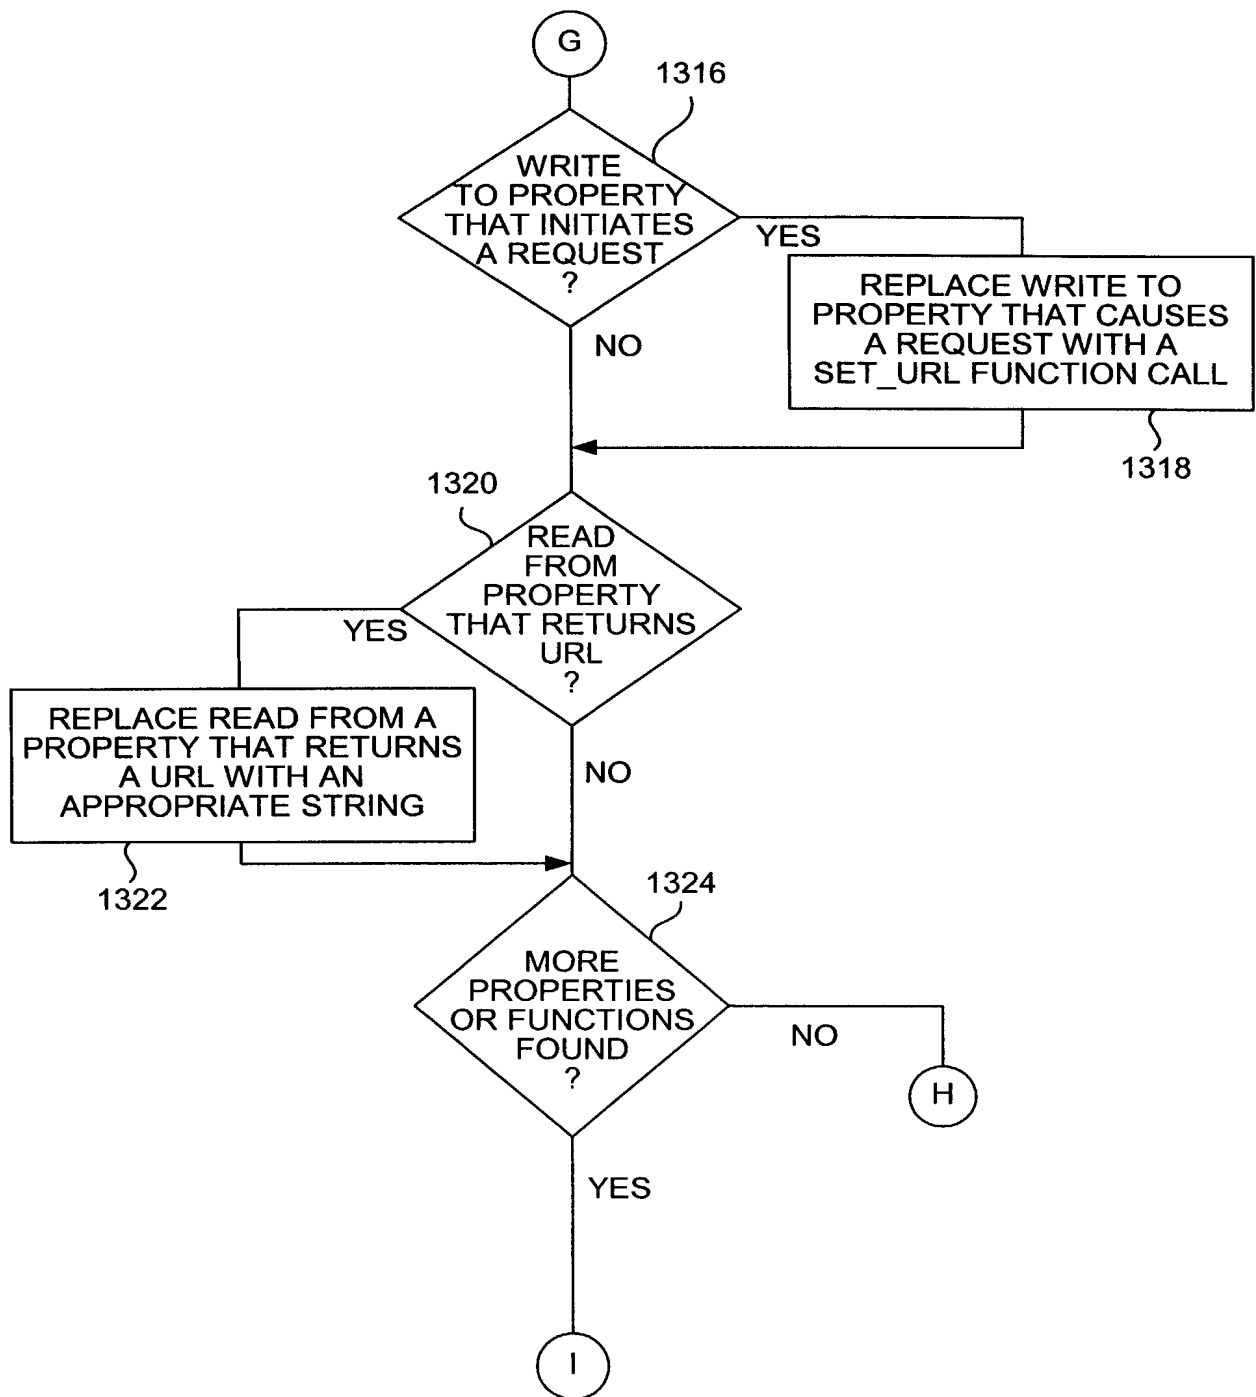 G
1316
WRITE
TO PROPERTY
THAT INITIATES
A REQUEST
?
YES
REPLACE WRITE TO
PROPERTY THAT CAUSES
A REQUEST WITH A
SET_URL FUNCTION CALL
NO
1318
1320
READ
FROM
PROPERTY
THAT RETURNS
URL
?
YES
REPLACE READ FROM A
PROPERTY THAT RETURNS
A URL WITH AN
APPROPRIATE STRING
NO
1322
1324
MORE
PROPERTIES
OR FUNCTIONS
FOUND
?
NO
H
YES
I